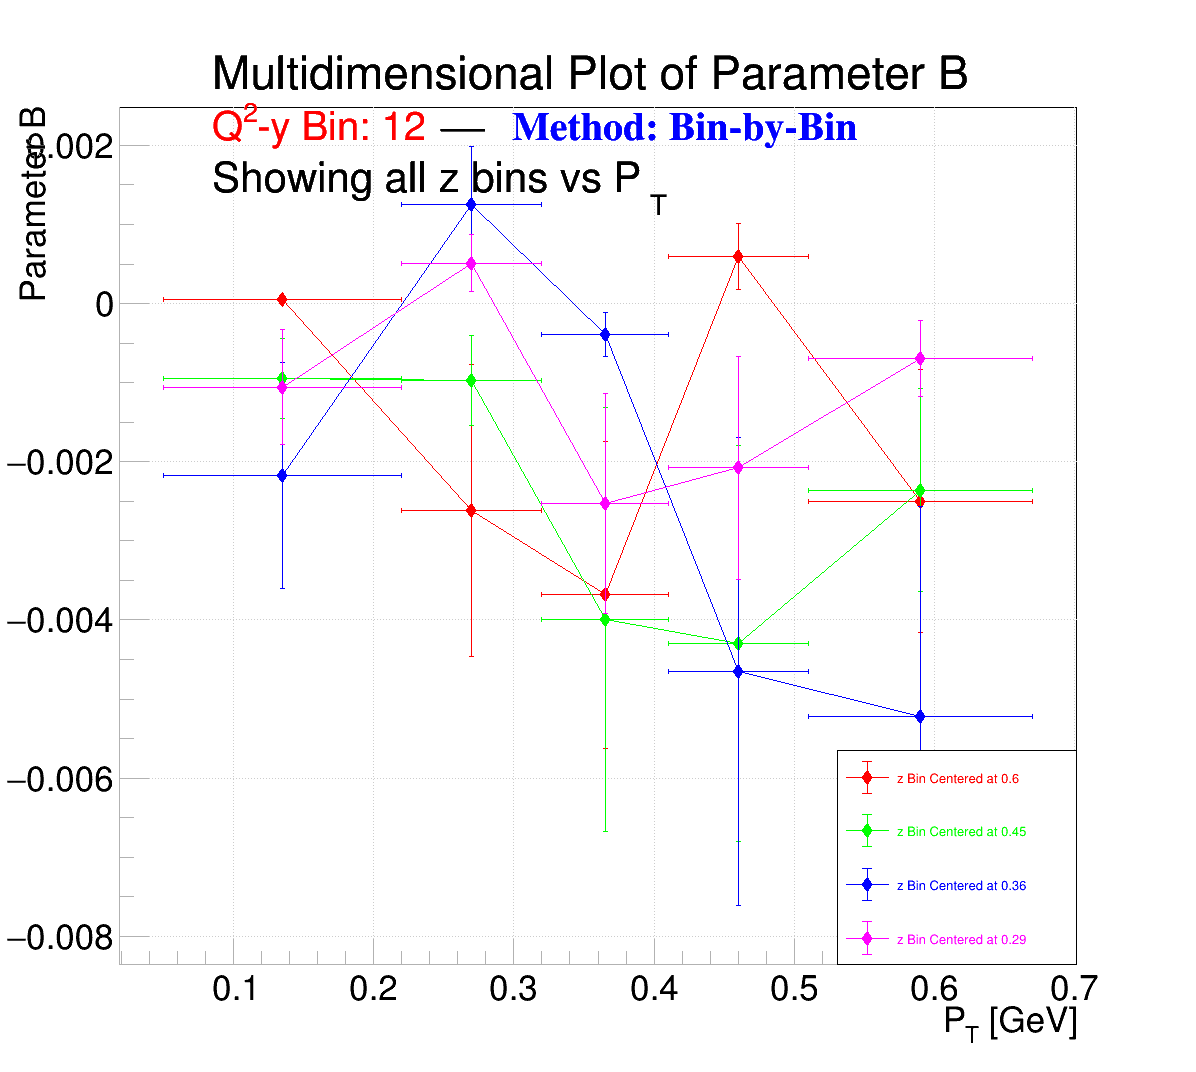 Multidimensional Plot of Parameter B
Q2-y Bin: 12 — Method: Bin-by-Bin
Showing all z bins vs P T
Parameter B
0.002
0
−0.002
−0.004
−0.006
−0.008
0.1 0.2 0.3 0.4 0.5 0.6 0.7
PT [GeV]
z Bin Centered at 0.6
z Bin Centered at 0.45
z Bin Centered at 0.36
z Bin Centered at 0.29